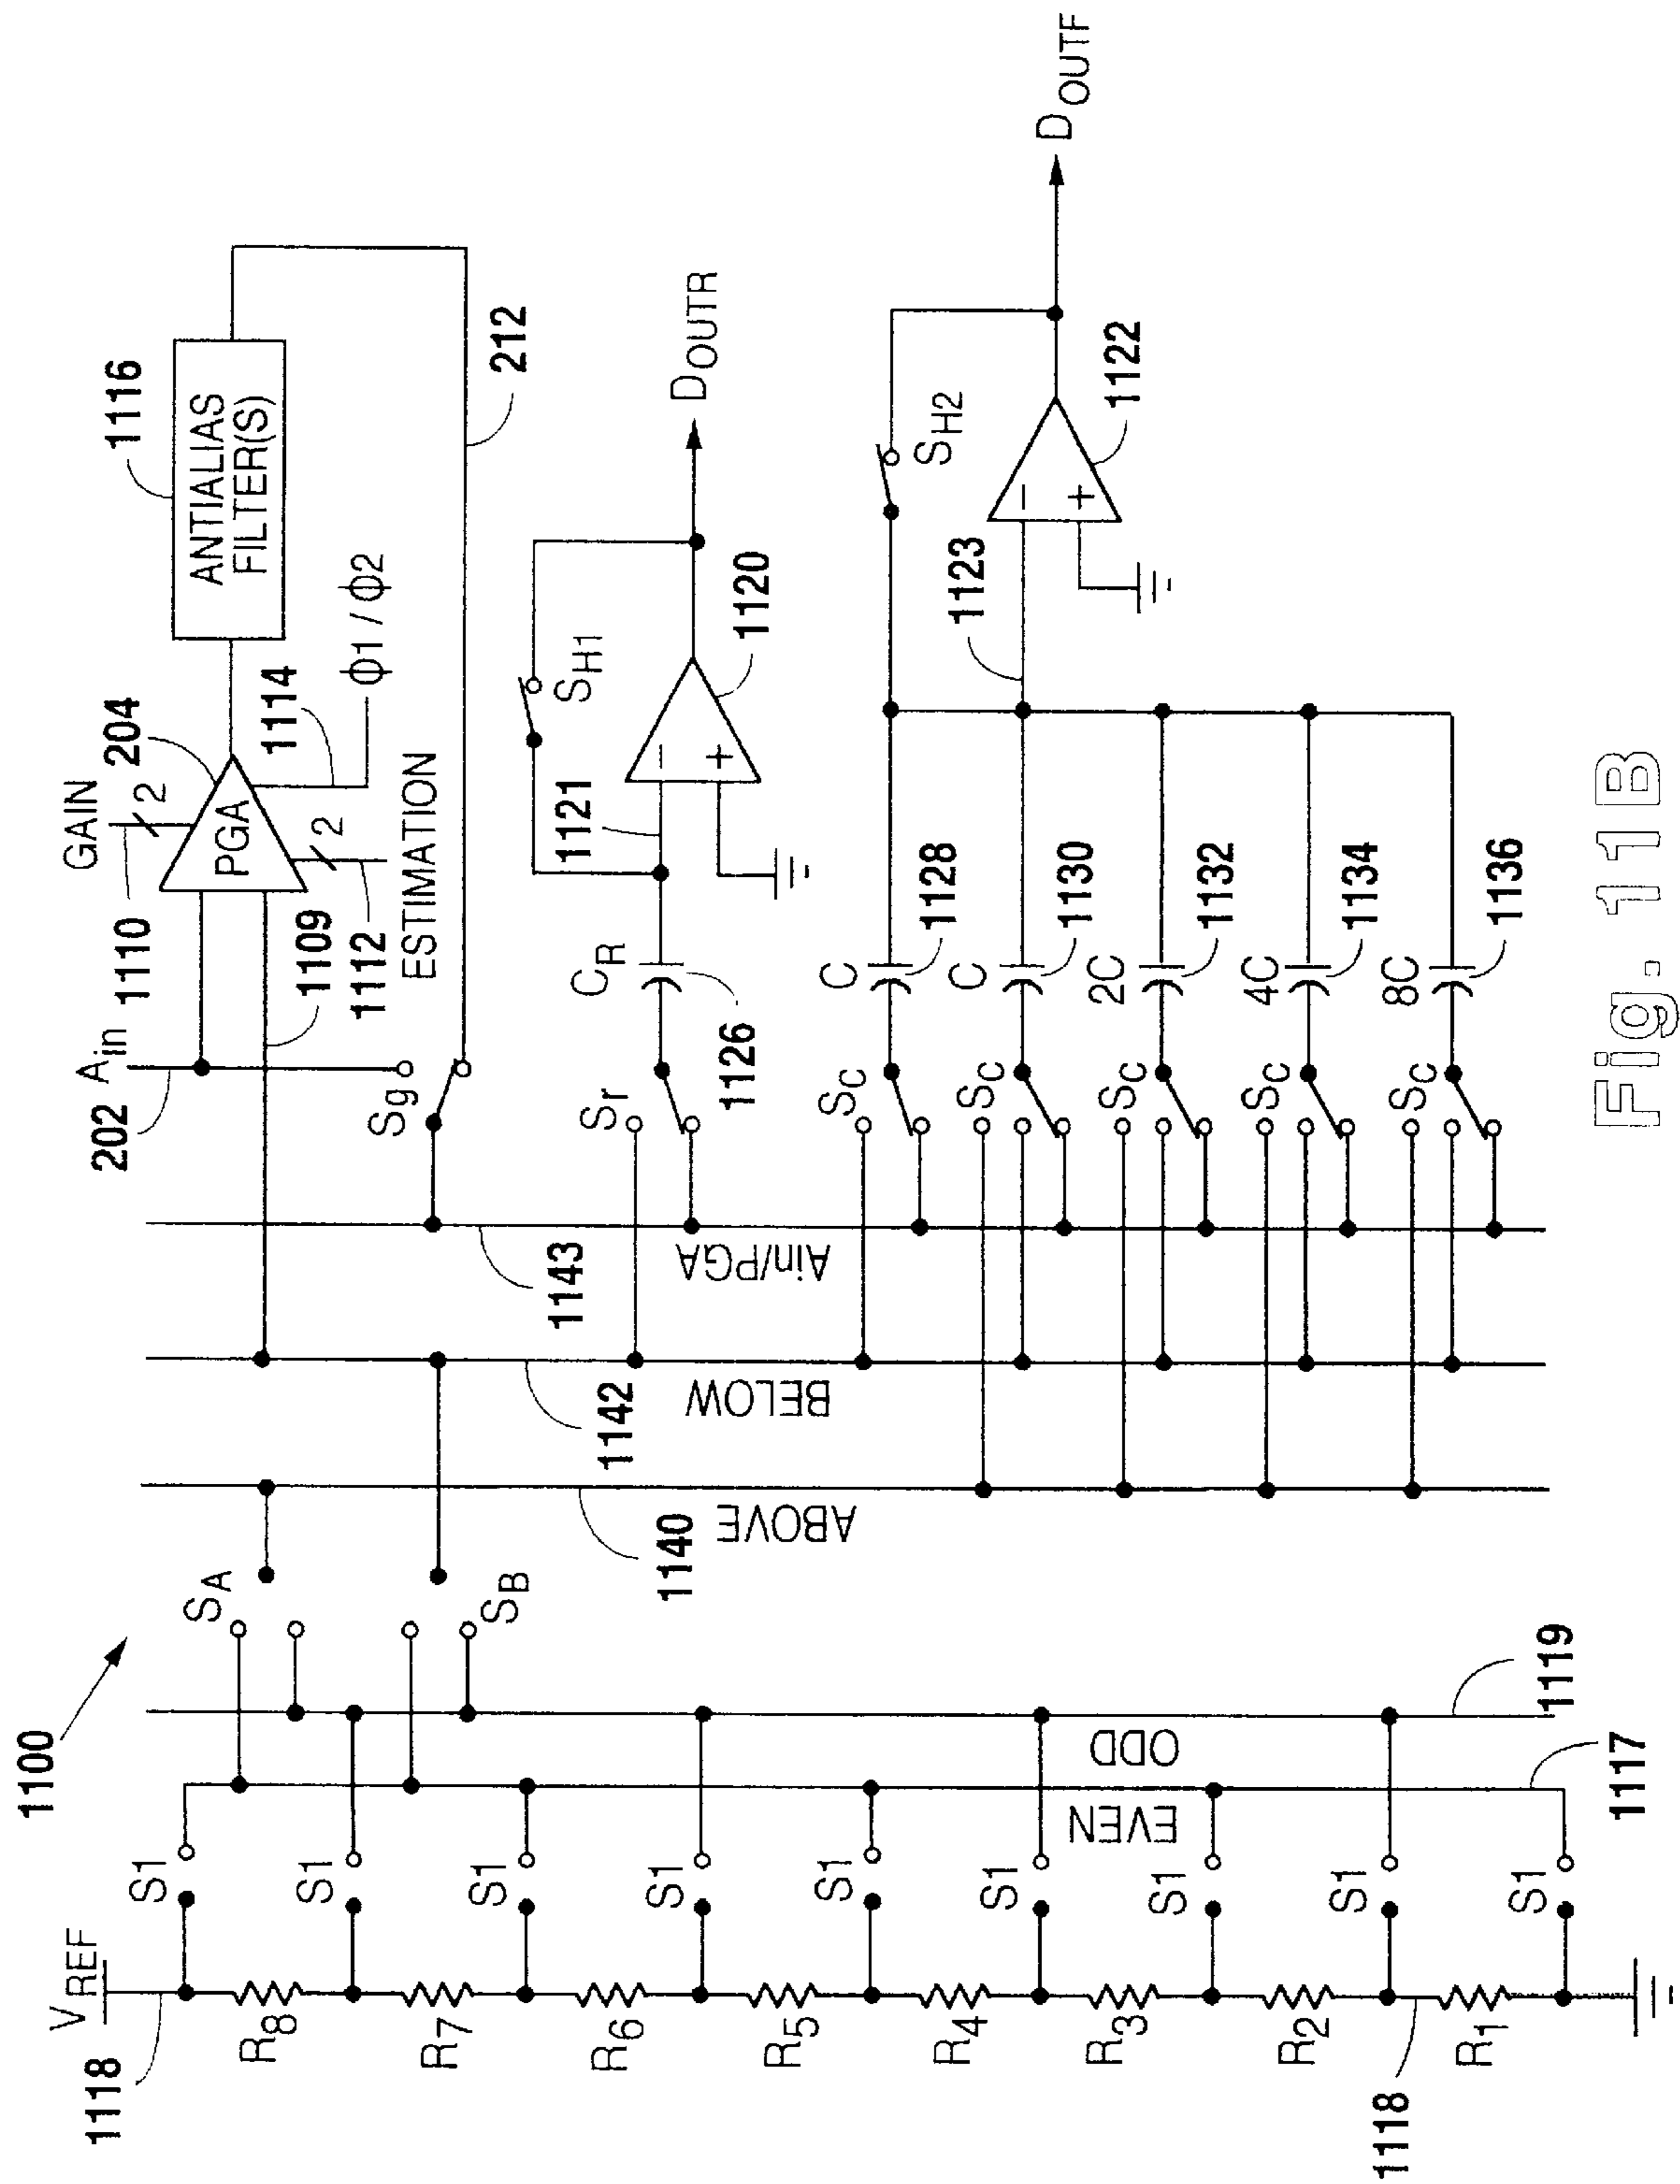 1100
V_REF
1118
R8
R7
R6
R5
R4
R3
R2
R1
1118
S1
S1
S1
S1
S1
S1
S1
S1
S1
EVEN
ODD
1117
1119
S_A
S_B
ABOVE
1140
BELOW
1142
Ain/PGA
1143
202
A_in
1110
GAIN
2
204
PGA
1109
1112
2
ESTIMATION
1114
ϕ1 / ϕ2
1116
ANTIALIAS
FILTER(S)
212
S_g
S_r
1126
C_R
1121
S_H1
−
+
1120
D_OUTR
S_C
S_C
S_C
S_C
S_C
C
1128
C
1130
2C
1132
4C
1134
8C
1136
1123
S_H2
−
+
1122
D_OUTF
Fig. 11B